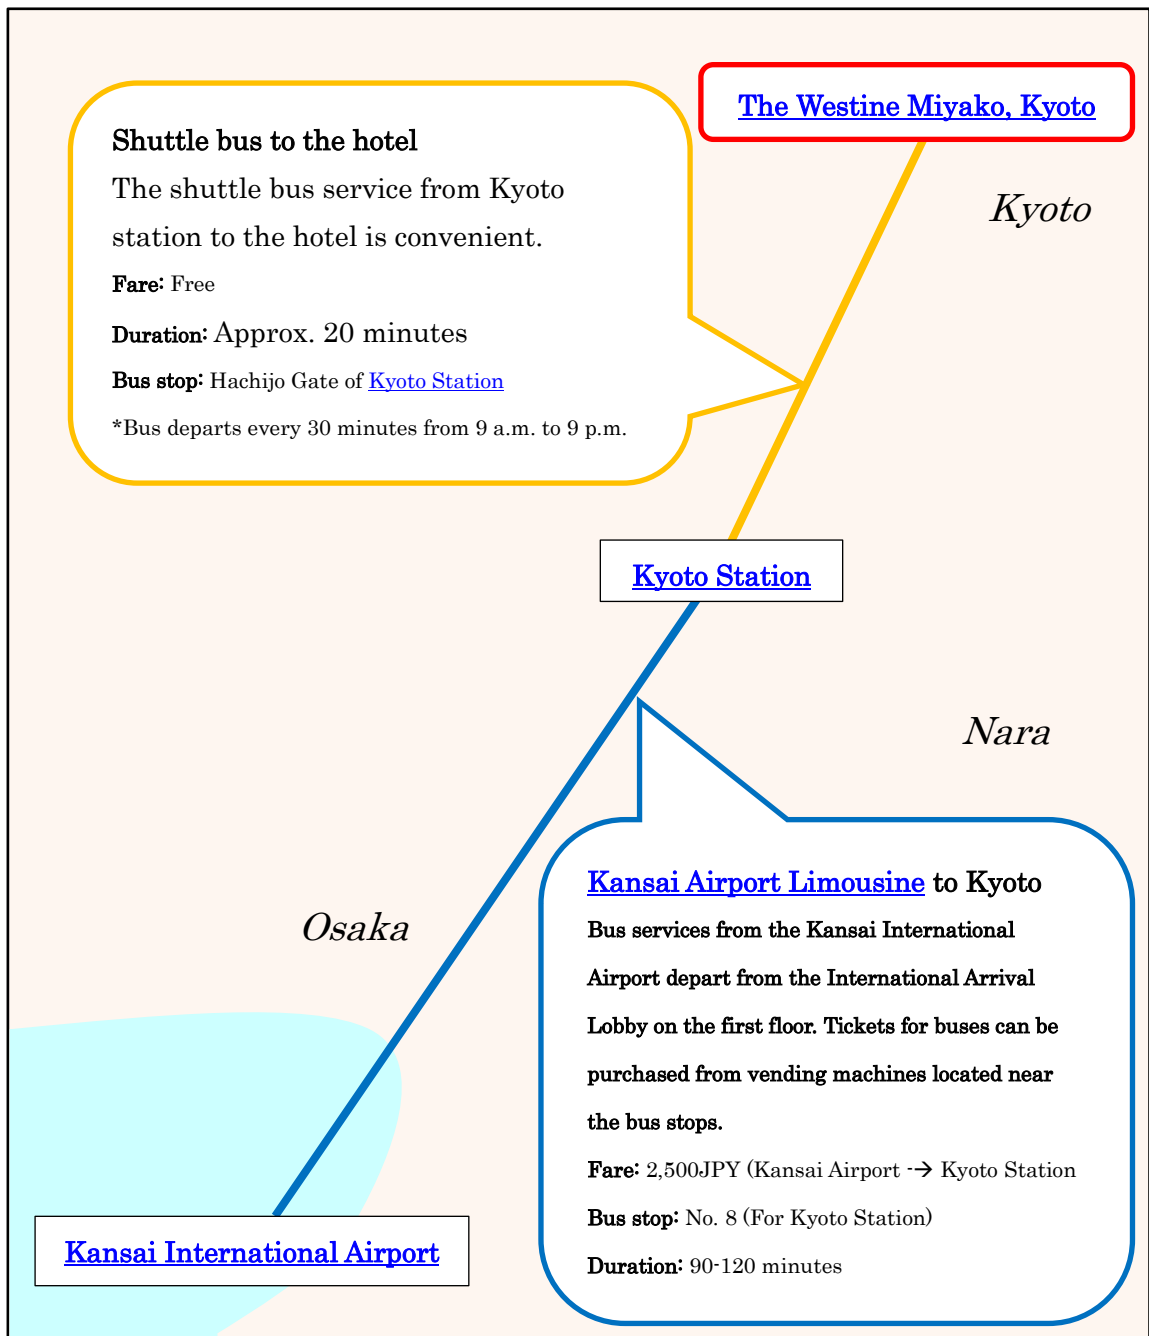 The Westine Miyako, Kyoto
Shuttle bus to the hotel
The shuttle bus service from Kyoto
station to the hotel is convenient.
Fare: Free
Duration: Approx. 20 minutes
Bus stop: Hachijo Gate of Kyoto Station
*Bus departs every 30 minutes from 9 a.m. to 9 p.m.
Kyoto
Kyoto Station
Nara
Kansai Airport Limousine to Kyoto
Bus services from the Kansai International
Airport depart from the International Arrival
Lobby on the first floor. Tickets for buses can be
purchased from vending machines located near
the bus stops.
Fare: 2,500JPY (Kansai Airport -→ Kyoto Station
Bus stop: No. 8 (For Kyoto Station)
Duration: 90-120 minutes
Osaka
Kansai International Airport